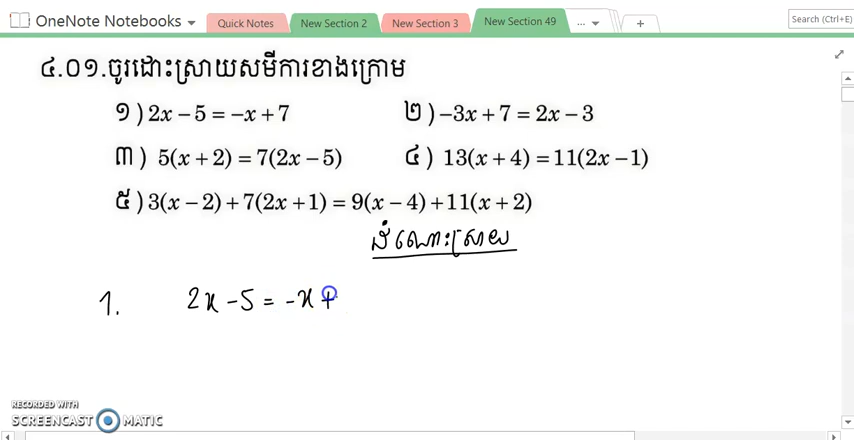 OneNote Notebooks Quick Notes New Section 2 New Section 3 New Section 49 ... + Search (Ctrl+E)
៤.០១.ចូរដោះស្រាយសមីការខាងក្រោម
១) 2x − 5 = −x + 7 ២) −3x + 7 = 2x − 3
៣) 5(x + 2) = 7(2x − 5) ៤) 13(x + 4) = 11(2x − 1)
៥) 3(x − 2) + 7(2x + 1) = 9(x − 4) + 11(x + 2)
ដំណោះស្រាយ
1. 2x − 5 = −x +
RECORDED WITH
SCREENCAST MATIC